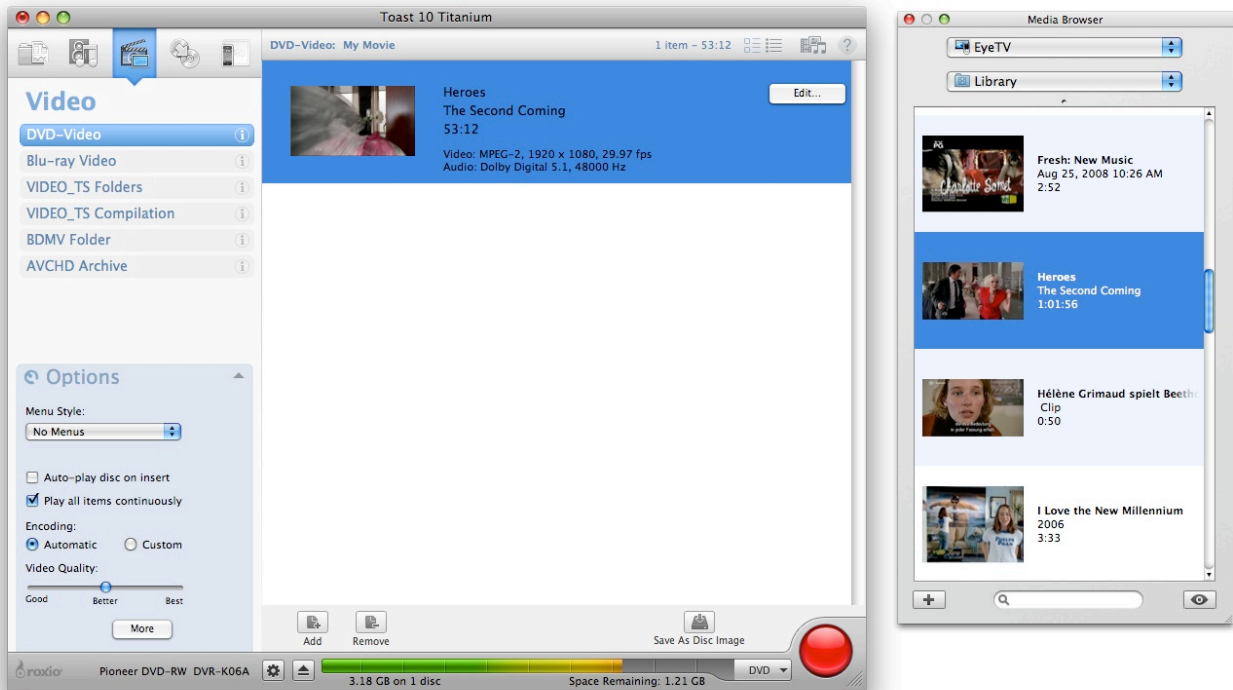 Toast 10 Titanium
DVD-Video: My Movie
1 item – 53:12
?
Video
DVD-Video
Blu-ray Video
VIDEO_TS Folders
VIDEO_TS Compilation
BDMV Folder
AVCHD Archive
Options
Menu Style:
No Menus
Auto-play disc on insert
Play all items continuously
Encoding:
Automatic
Custom
Video Quality:
Good
Better
Best
More
Heroes
The Second Coming
53:12
Video: MPEG-2, 1920 x 1080, 29.97 fps
Audio: Dolby Digital 5.1, 48000 Hz
Edit...
Add
Remove
Save As Disc Image
roxio
Pioneer DVD-RW DVR-K06A
3.18 GB on 1 disc
Space Remaining: 1.21 GB
DVD
Media Browser
EyeTV
Library
Fresh: New Music
Aug 25, 2008 10:26 AM
2:52
Heroes
The Second Coming
1:01:56
Hélène Grimaud spielt Beeth
Clip
0:50
I Love the New Millennium
2006
3:33